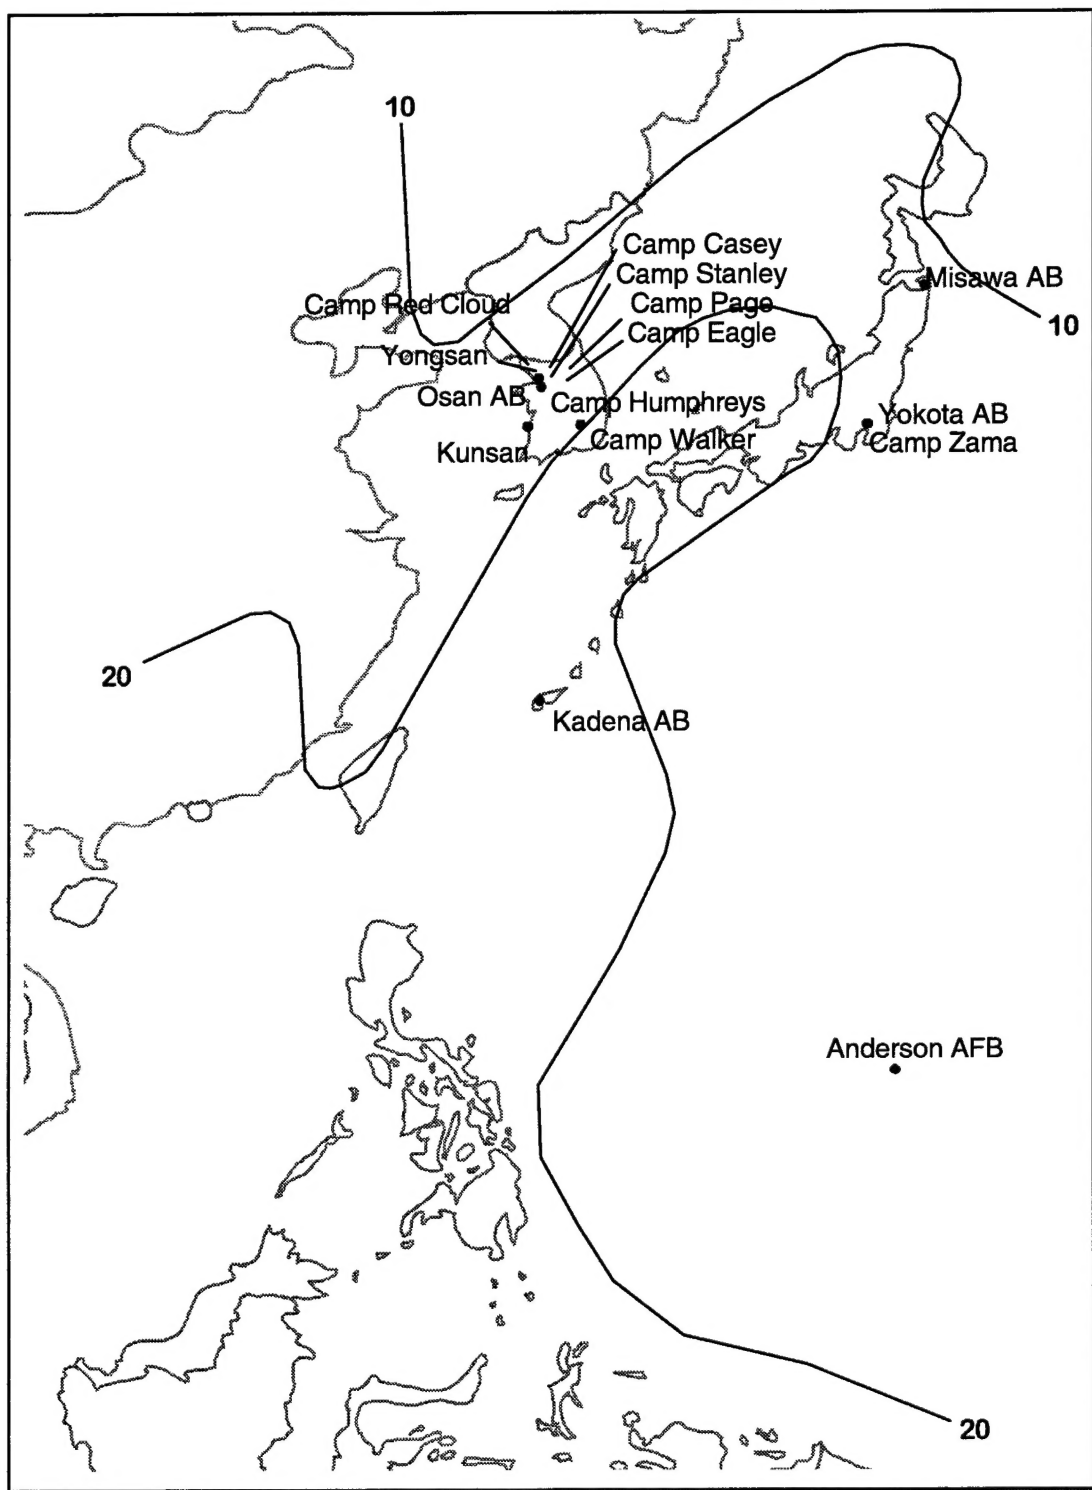 10
Camp Casey
Camp Stanley
Misawa AB
Camp Red Cloud
Camp Page
10
Camp Eagle
Yongsan
Osan AB
Camp Humphreys
Yokota AB
Camp Walker
Camp Zama
Kunsan
20
Kadena AB
Anderson AFB
20